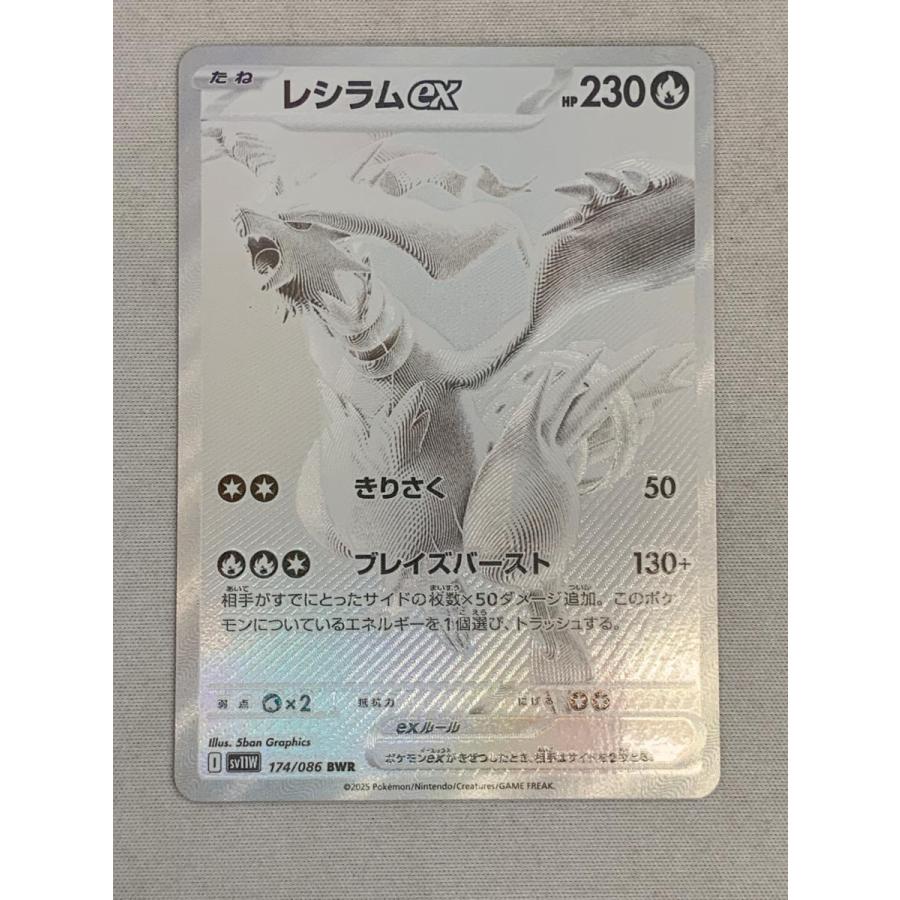 たね レシラムex HP230
きりさく 50
ブレイズバースト 130+
相手がすでにとったサイドの枚数×50ダメージ追加。このポケ
モンについているエネルギーを1個選び、トラッシュする。
弱点 ×2 抵抗力 にげる
exルール
ポケモンexがきぜつしたとき、相手はサイドを2枚とる。
Illus. 5ban Graphics
I sv11W 174/086 BWR
©2025 Pokémon/Nintendo/Creatures/GAME FREAK.